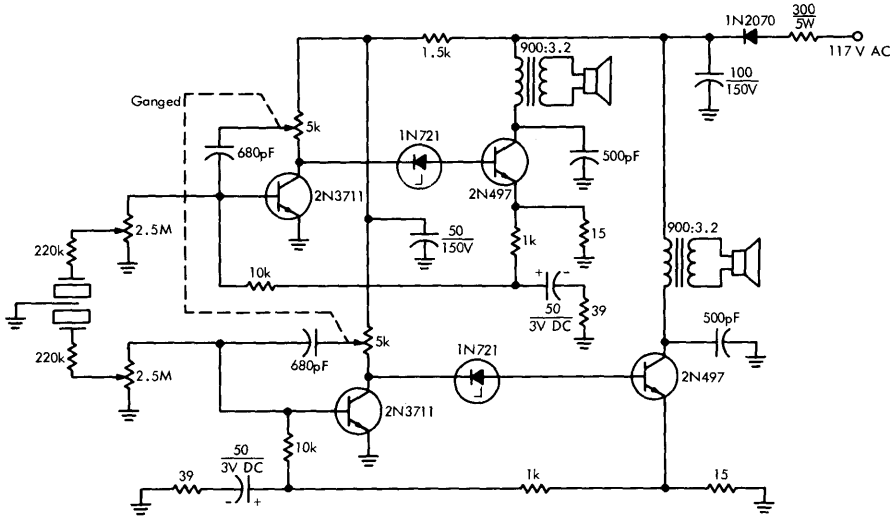 1N2070
300
5W
117 V AC
1.5k
900:3.2
100
150V
Ganged
5k
680pF
1N721
500pF
2N3711
2N497
220k
2.5M
50
150V
1k
15
900:3.2
10k
+ -
50
3V DC
39
500pF
220k
2.5M
680pF
5k
1N721
2N497
2N3711
10k
50
3V DC
39
- +
1k
15